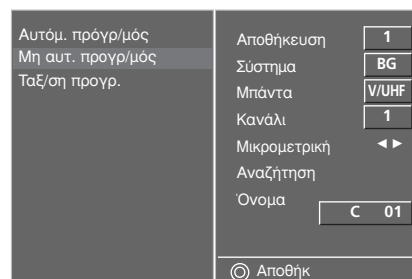 Αυτόμ. πρόγρ/μός
Μη αυτ. προγρ/μός
Ταξ/ση προγρ.
Αποθήκευση 1
Σύστημα BG
Μπάντα V/UHF
Κανάλι 1
Μικρομετρική ◄ ►
Αναζήτηση
Όνομα
C 01
Αποθήκ